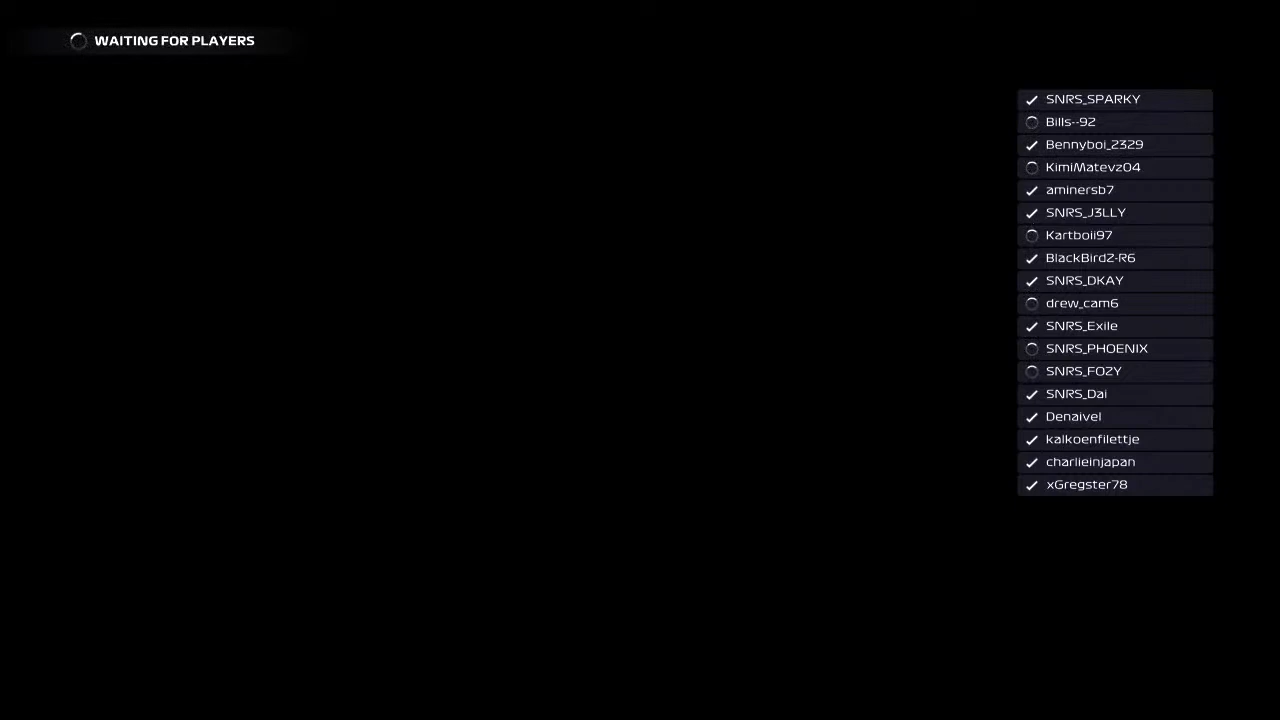 WAITING FOR PLAYERS
SNRS_SPARKY
Bills--92
Bennyboi_2329
KimiMatevz04
aminersb7
SNRS_J3LLY
Kartboii97
BlackBirdZ-R6
SNRS_DKAY
drew_cam6
SNRS_Exile
SNRS_PHOENIX
SNRS_FOZY
SNRS_Dai
Denaivel
kalkoenfilettje
charlieinjapan
xGregster78